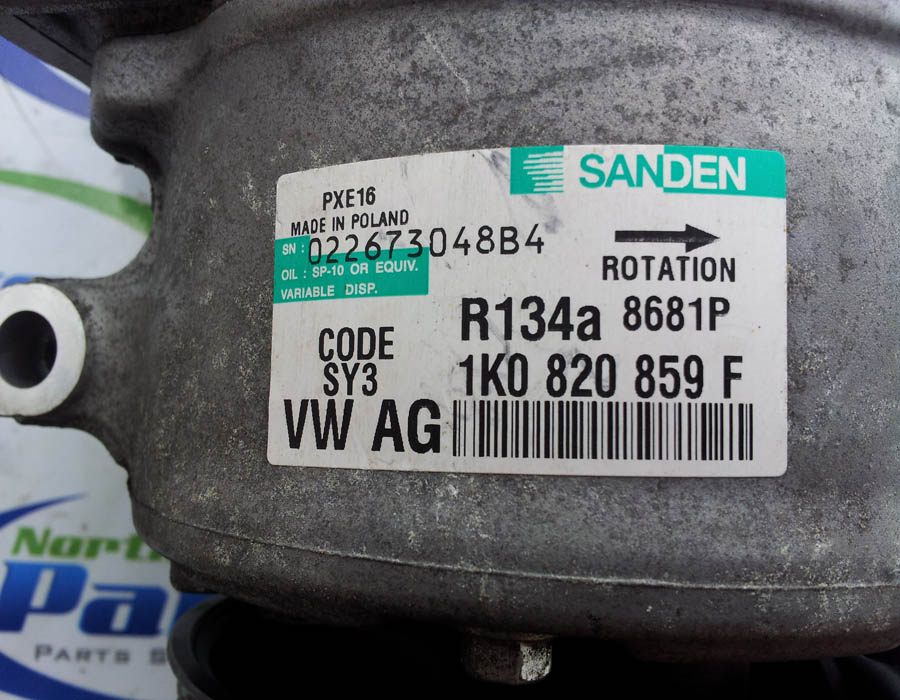 SANDEN
PXE16
MADE IN POLAND
SN : 022673048B4
OIL : SP-10 OR EQUIV.
VARIABLE DISP.
ROTATION
R134a 8681P
CODE
SY3
1K0 820 859 F
VW AG
PARTS